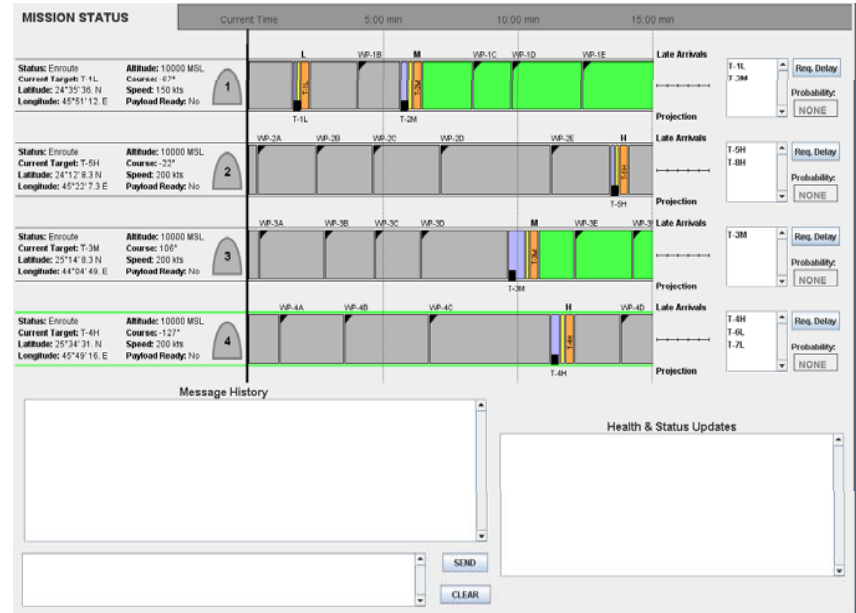 MISSION STATUS
Current Time 5:00 min 10:00 min 15:00 min
L WP-1B M WP-1C WP-1D WP-1E Late Arrivals
Status: Enroute Altitude: 10000 MSL
Current Target: T-1L Course: -67°
Latitude: 24°35'36. N Speed: 150 kts
Longitude: 45°51'12. E Payload Ready: No
1
T-1L
T-2M
T-1L
T-2M
Req. Delay
Probability:
NONE
T-1L T-2M Projection
WP-2A WP-2B WP-2C WP-2D WP-2E H Late Arrivals
Status: Enroute Altitude: 10000 MSL
Current Target: T-5H Course: -22°
Latitude: 24°12'8.3 N Speed: 200 kts
Longitude: 45°22'7.3 E Payload Ready: No
2
T-5H
T-5H
T-8H
Req. Delay
Probability:
NONE
T-5H Projection
WP-3A WP-3B WP-3C WP-3D M WP-3E Late Arrivals
Status: Enroute Altitude: 10000 MSL
Current Target: T-3M Course: 106°
Latitude: 25°14'8.3 N Speed: 200 kts
Longitude: 44°04'49. E Payload Ready: No
3
T-3M
T-3M
Req. Delay
Probability:
NONE
T-3M Projection
WP-4A WP-4B WP-4C H WP-4D Late Arrivals
Status: Enroute Altitude: 10000 MSL
Current Target: T-4H Course: -127°
Latitude: 25°34'31. N Speed: 200 kts
Longitude: 45°49'16. E Payload Ready: No
4
T-4H
T-4H
T-6L
T-7L
Req. Delay
Probability:
NONE
T-4H Projection
Message History
Health & Status Updates
SEND
CLEAR